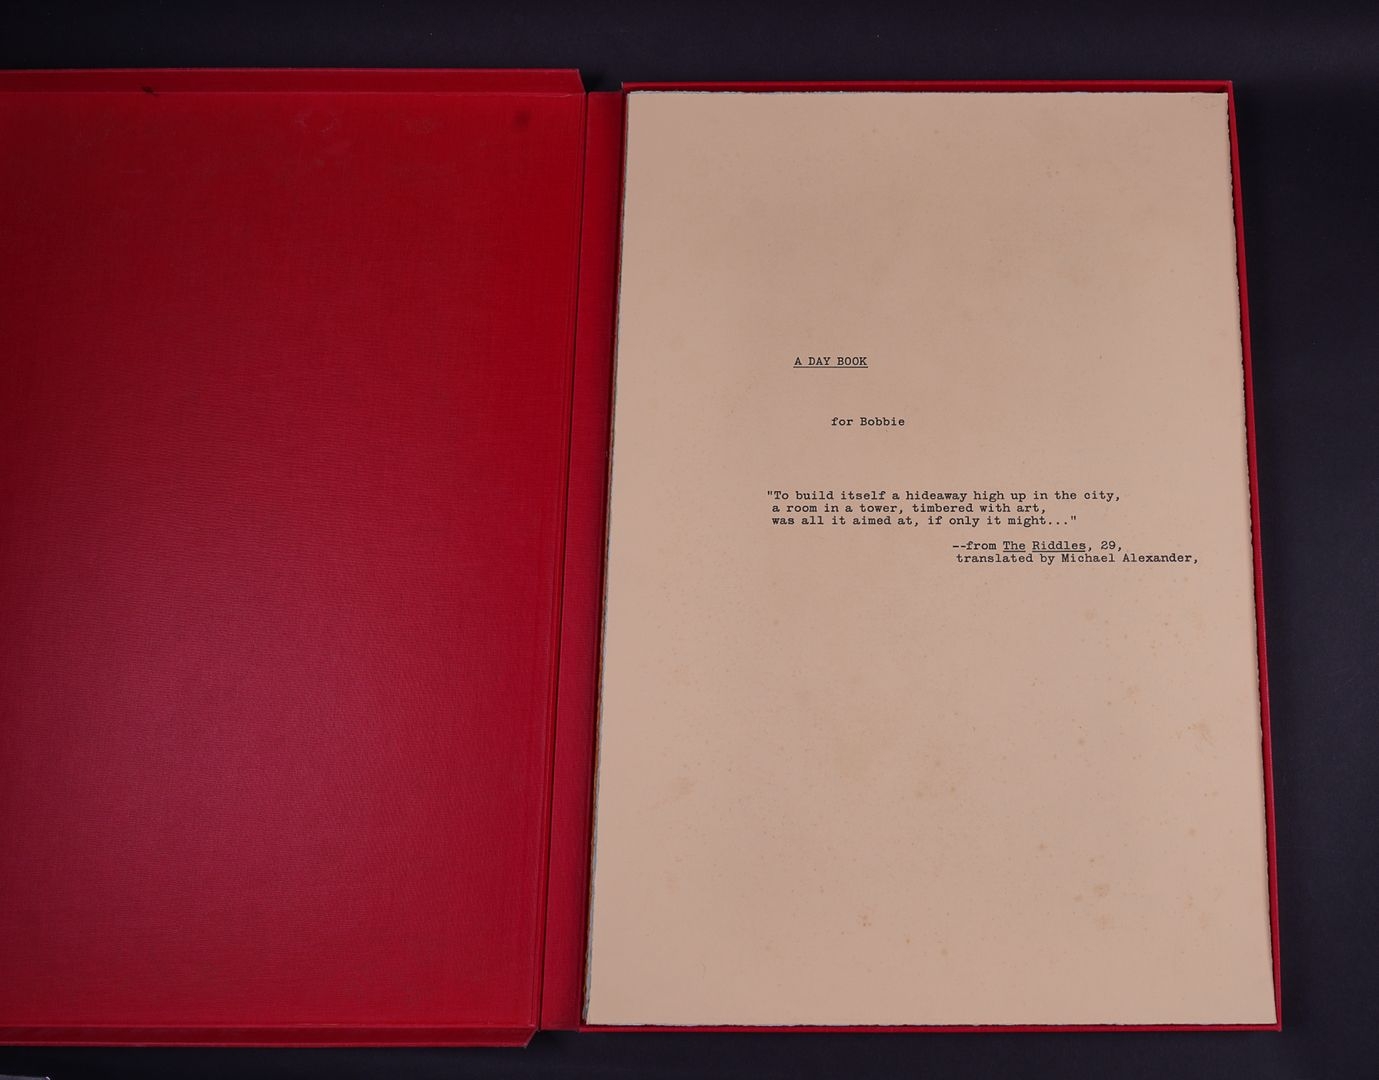 A DAY BOOK
for Bobbie
"To build itself a hideaway high up in the city,
a room in a tower, timbered with art,
was all it aimed at, if only it might..."
--from The Riddles, 29,
translated by Michael Alexander,